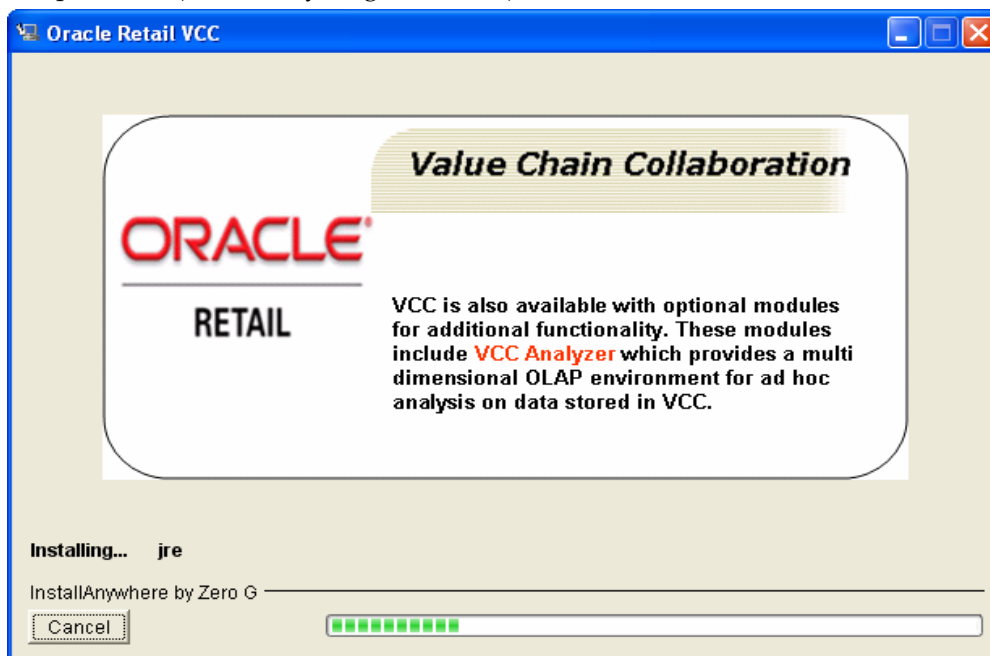 Oracle Retail VCC
Value Chain Collaboration
ORACLE
RETAIL
VCC is also available with optional modules
for additional functionality. These modules
include VCC Analyzer which provides a multi
dimensional OLAP environment for ad hoc
analysis on data stored in VCC.
Installing... jre
InstallAnywhere by Zero G
Cancel